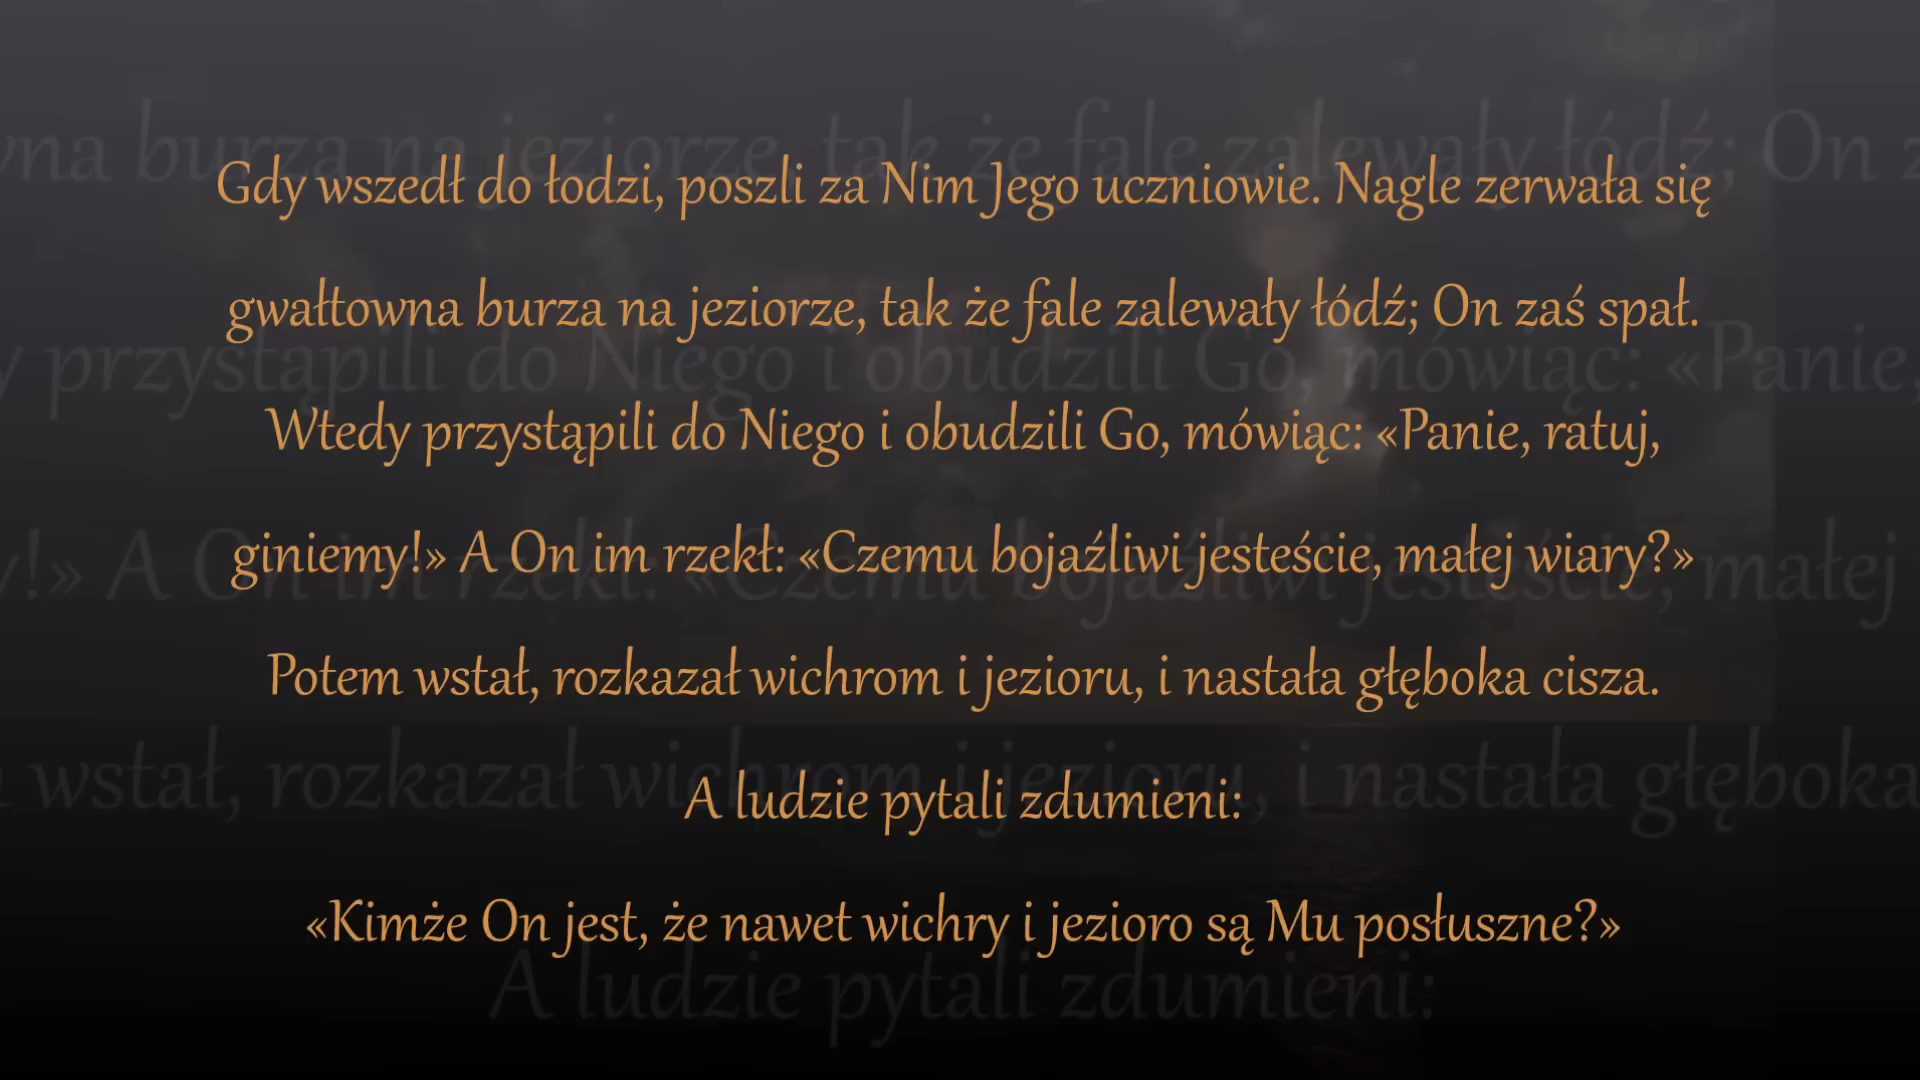 Gdy wszedł do łodzi, poszli za Nim Jego uczniowie. Nagle zerwała się
gwałtowna burza na jeziorze, tak że fale zalewały łódź; On zaś spał.
Wtedy przystąpili do Niego i obudzili Go, mówiąc: «Panie, ratuj,
giniemy!» A On im rzekł: «Czemu bojaźliwi jesteście, małej wiary?»
Potem wstał, rozkazał wichrom i jezioru, i nastała głęboka cisza.
A ludzie pytali zdumieni:
«Kimże On jest, że nawet wichry i jezioro są Mu posłuszne?»